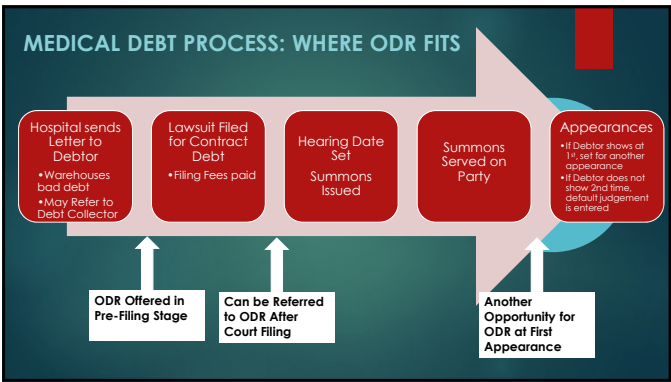 MEDICAL DEBT PROCESS: WHERE ODR FITS
Hospital sends
Letter to
Debtor
•Warehouses
bad debt
•May Refer to
Debt Collector
Lawsuit Filed
for Contract
Debt
•Filing Fees paid
Hearing Date
Set
Summons
Issued
Summons
Served on
Party
Appearances
•If Debtor shows at
1st, set for another
appearance
•If Debtor does not
show 2nd time,
default judgement
is entered
ODR Offered in
Pre-Filing Stage
Can be Referred
to ODR After
Court Filing
Another
Opportunity for
ODR at First
Appearance